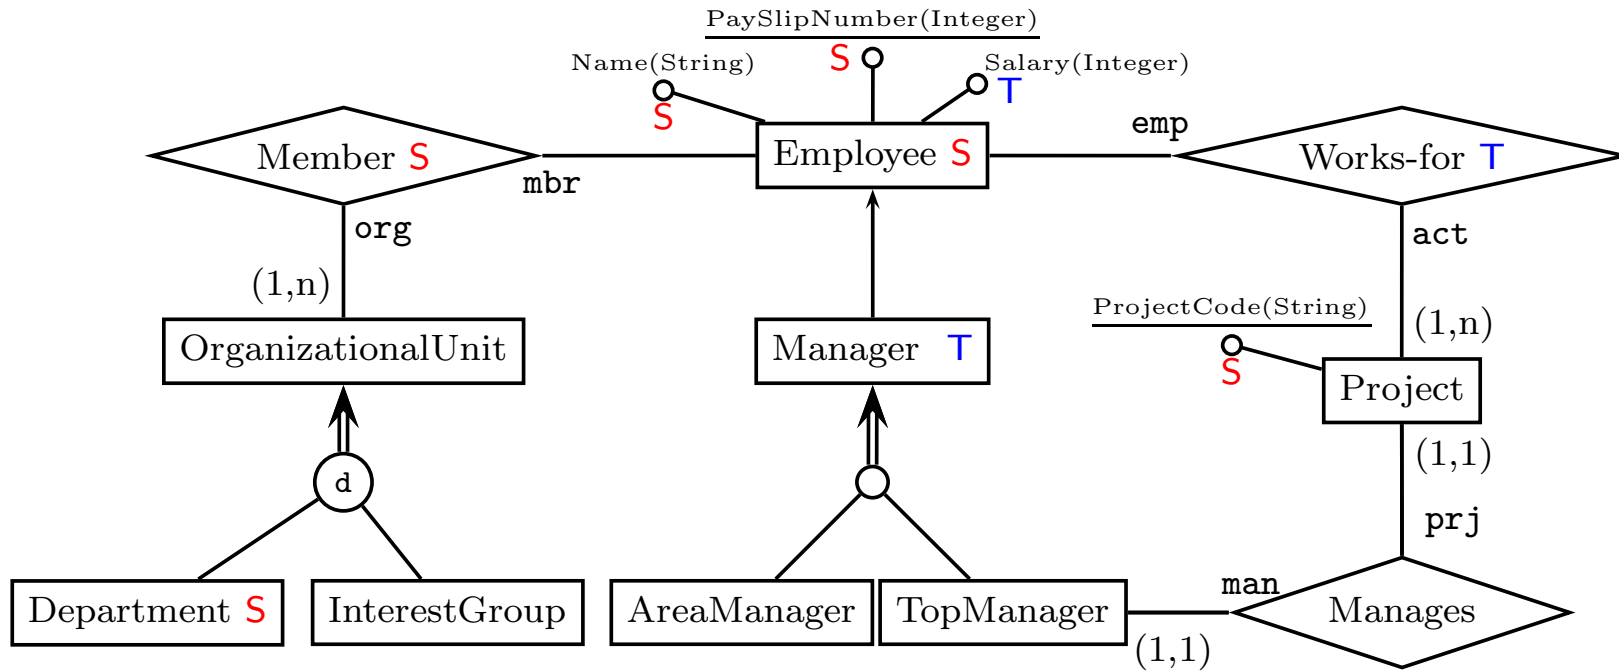 PaySlipNumber(Integer)
Name(String)
S
Salary(Integer)
S
T
emp
Member S
Employee S
Works-for T
mbr
org
act
(1,n)
ProjectCode(String)
(1,n)
OrganizationalUnit
Manager T
S
Project
(1,1)
d
prj
man
Department S
InterestGroup
AreaManager
TopManager
Manages
(1,1)